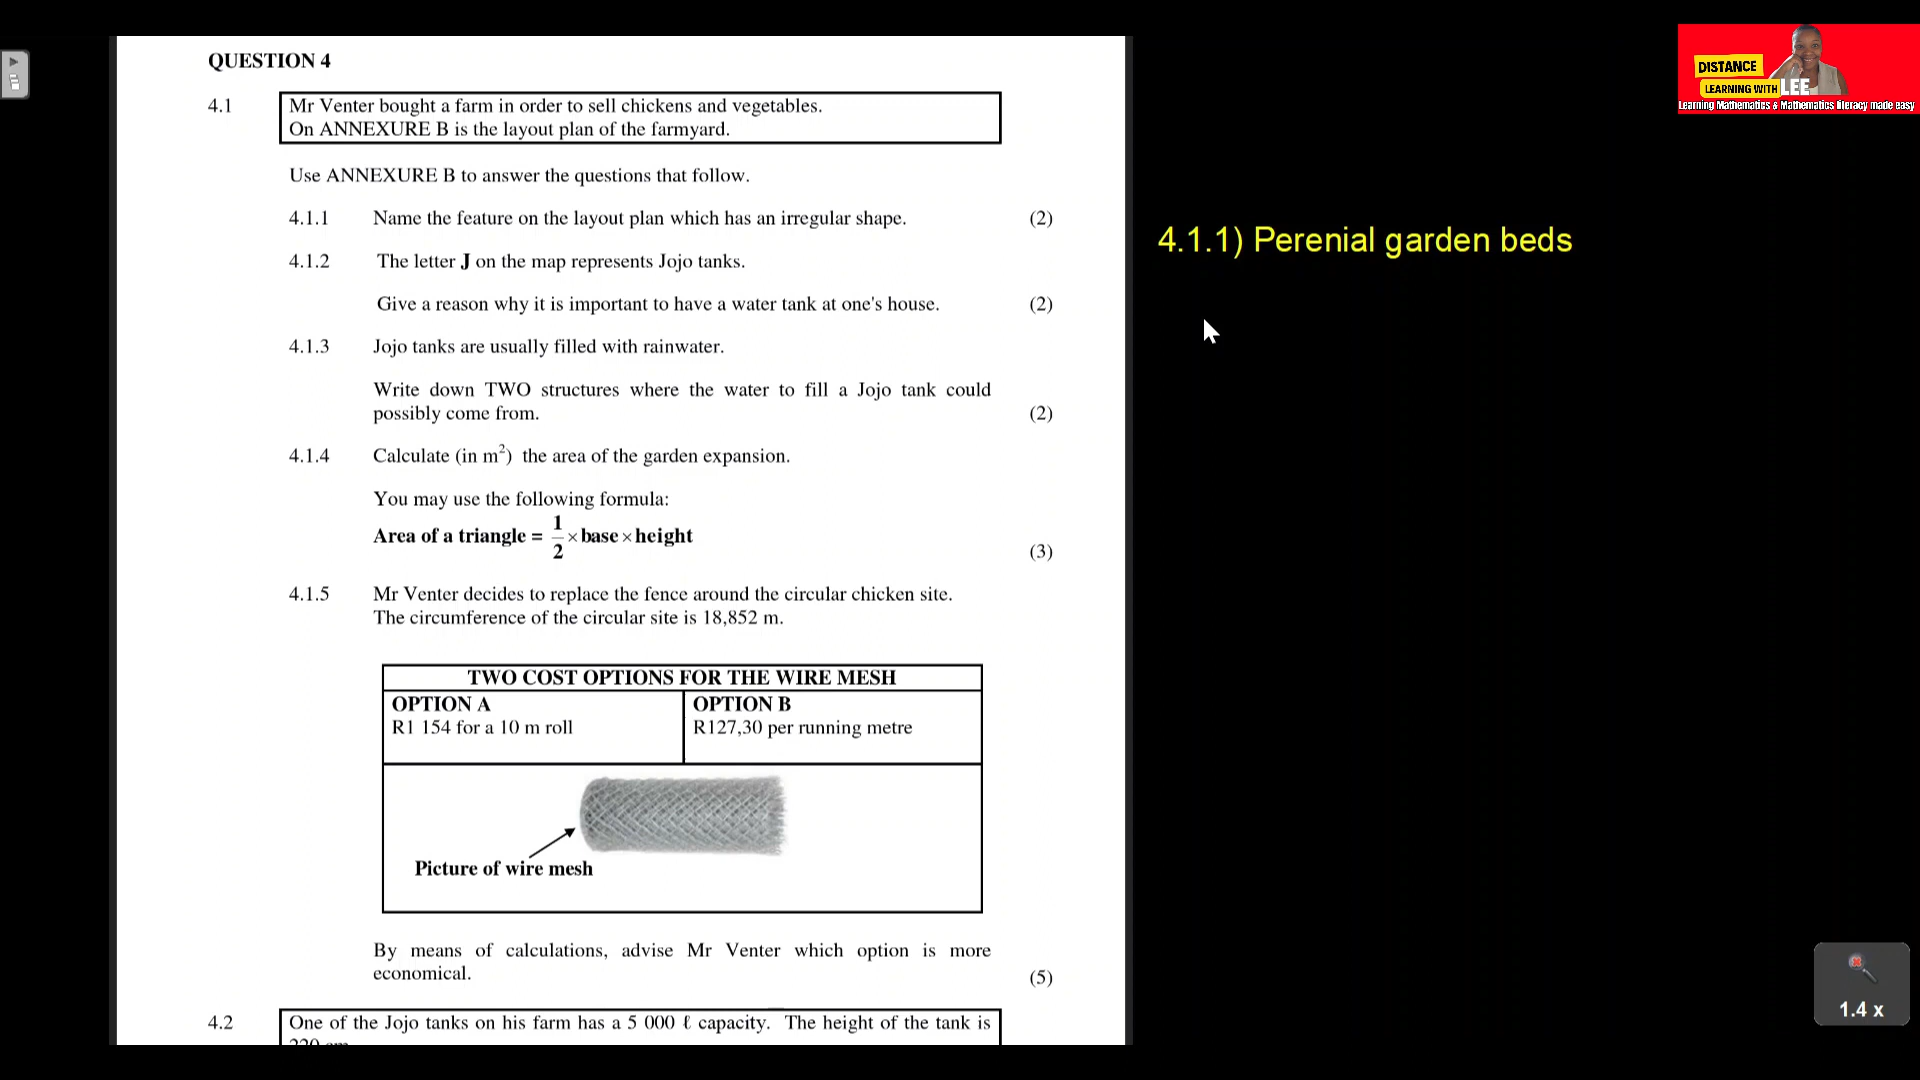 QUESTION 4
4.1 Mr Venter bought a farm in order to sell chickens and vegetables.
On ANNEXURE B is the layout plan of the farmyard.
Use ANNEXURE B to answer the questions that follow.
4.1.1 Name the feature on the layout plan which has an irregular shape. (2)
4.1.2 The letter J on the map represents Jojo tanks.
Give a reason why it is important to have a water tank at one's house. (2)
4.1.3 Jojo tanks are usually filled with rainwater.
Write down TWO structures where the water to fill a Jojo tank could
possibly come from. (2)
4.1.4 Calculate (in m²) the area of the garden expansion.
You may use the following formula:
Area of a triangle = 1/2 × base × height
(3)
4.1.5 Mr Venter decides to replace the fence around the circular chicken site.
The circumference of the circular site is 18,852 m.
TWO COST OPTIONS FOR THE WIRE MESH
OPTION A OPTION B
R1 154 for a 10 m roll R127,30 per running metre
Picture of wire mesh
By means of calculations, advise Mr Venter which option is more
economical. (5)
4.2 One of the Jojo tanks on his farm has a 5 000 ℓ capacity. The height of the tank is
4.1.1) Perenial garden beds
DISTANCE
LEARNING WITH LEE
Learning Mathematics & Mathematics literacy made easy
1.4 x